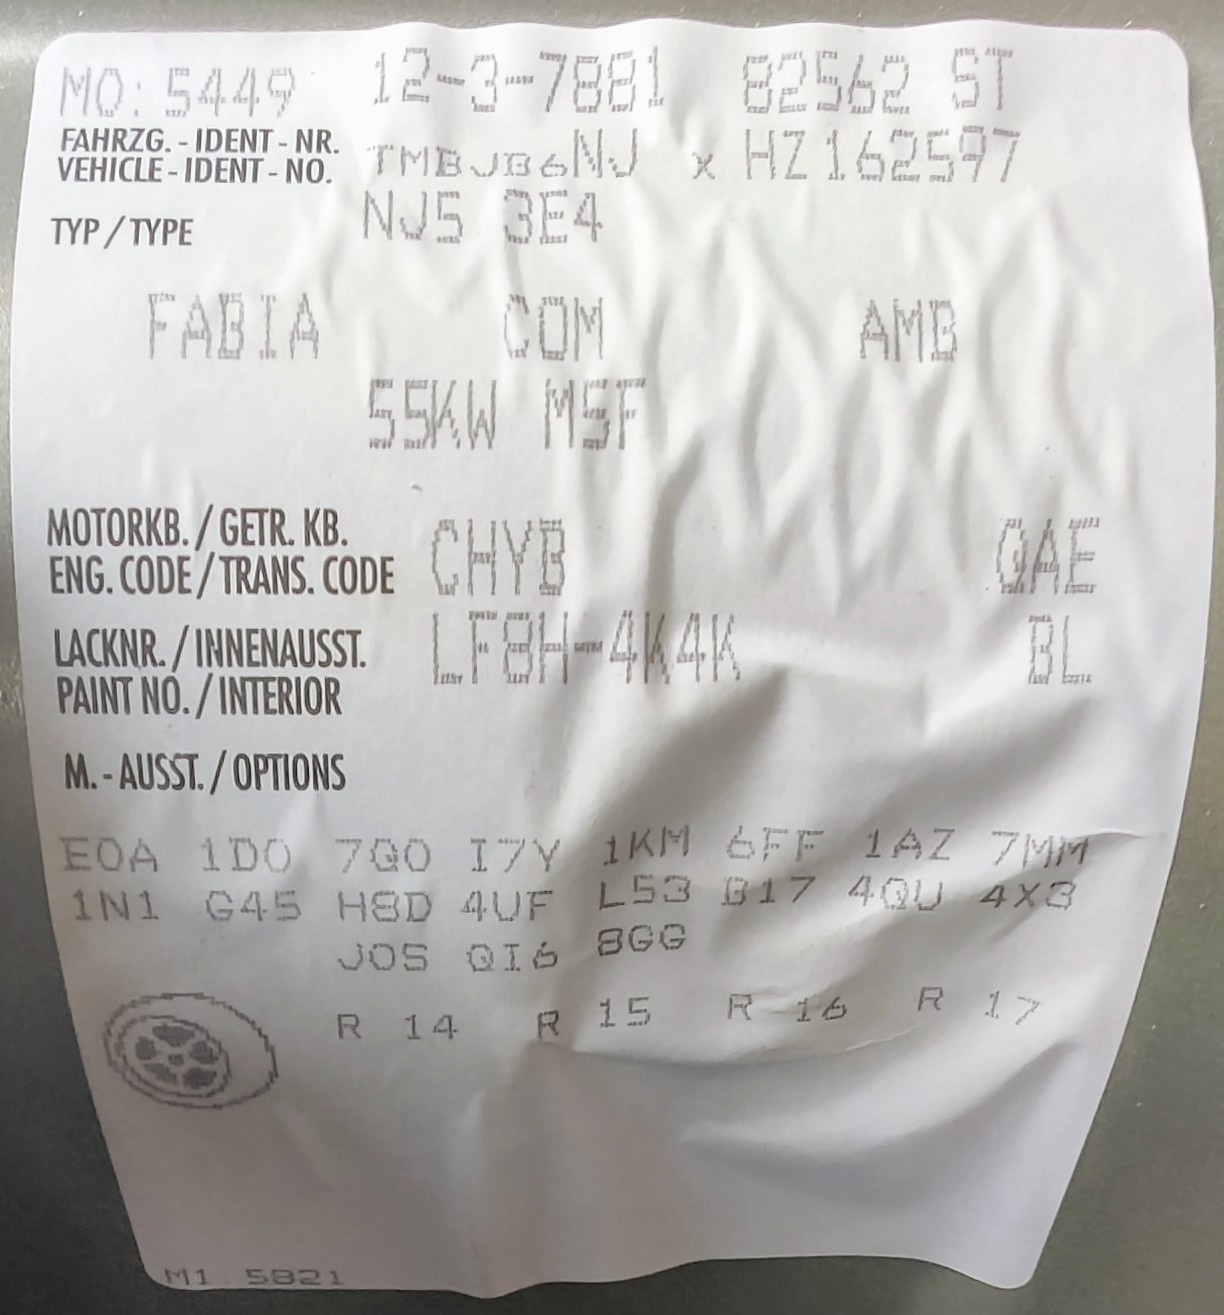 MO: 5449 12-3-7881 82562 ST
FAHRZG. - IDENT - NR.
VEHICLE - IDENT - NO. TMBJB6NJ x HZ162597
TYP / TYPE NJ5 3E4
FABIA COM AMB
55KW M5F
MOTORKB. / GETR. KB.
ENG. CODE / TRANS. CODE CHYB QAE
LACKNR. / INNENAUSST. LF8H-4K4K BL
PAINT NO. / INTERIOR
M. - AUSST. / OPTIONS
E0A 1D0 7Q0 I7Y 1KM 6FF 1AZ 7MM
1N1 G45 H8D 4UF L53 B17 4QU 4X3
J0S QI6 8GG
R 14 R 15 R 16 R 17
M1: 5821